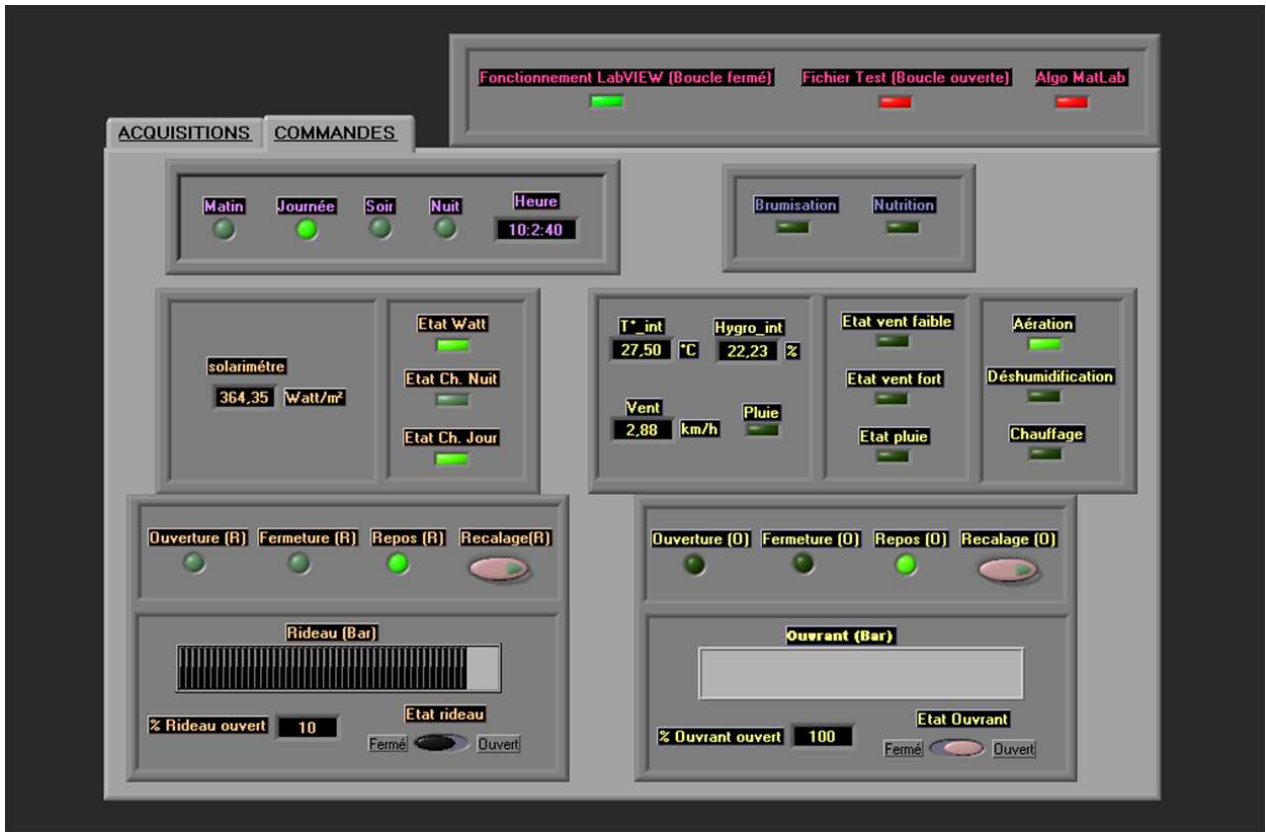 Fonctionnement LabVIEW (Boucle fermé) Fichier Test (Boucle ouverte) Algo MatLab
ACQUISITIONS COMMANDES
Matin Journée Soir Nuit Heure
10:2:40
Brumisation Nutrition
solarimétre
364,35 Watt/m²
Etat Watt
Etat Ch. Nuit
Etat Ch. Jour
T°_int Hygro_int
27,50 °C 22,23 %
Vent Pluie
2,88 km/h
Etat vent faible
Etat vent fort
Etat pluie
Aération
Déshumidification
Chauffage
Ouverture (R) Fermeture (R) Repos (R) Recalage(R)
Rideau (Bar)
% Rideau ouvert 10
Etat rideau
Fermé Ouvert
Ouverture (O) Fermeture (O) Repos (O) Recalage (O)
Ouvrant (Bar)
% Ouvrant ouvert 100
Etat Ouvrant
Fermé Ouvert